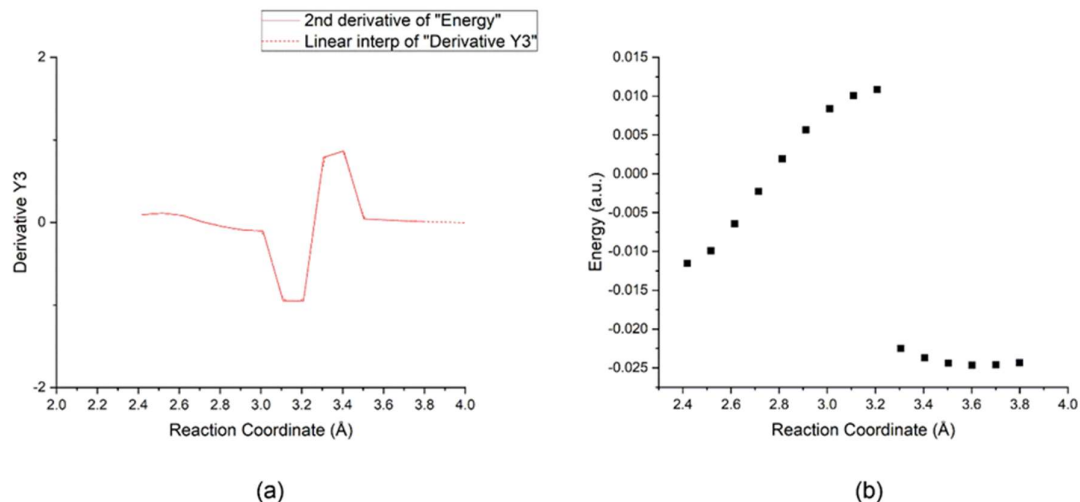 2nd derivative of "Energy"
Linear interp of "Derivative Y3"
2
1
0
-2
Derivative Y3
2.0 2.2 2.4 2.6 2.8 3.0 3.2 3.4 3.6 3.8 4.0
Reaction Coordinate (Å)
(a)
0.015
0.010
0.005
0.000
-0.005
-0.010
-0.015
-0.020
-0.025
Energy (a.u.)
2.4 2.6 2.8 3.0 3.2 3.4 3.6 3.8 4.0
Reaction Coordinate (Å)
(b)